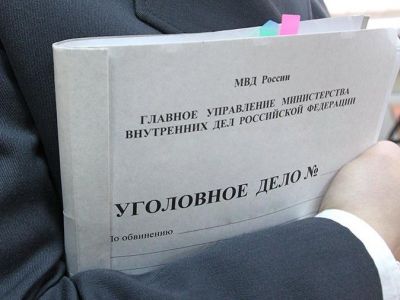 МВД России
ГЛАВНОЕ УПРАВЛЕНИЕ МИНИСТЕРСТВА
ВНУТРЕННИХ ДЕЛ РОССИЙСКОЙ ФЕДЕРАЦИИ
УГОЛОВНОЕ ДЕЛО №
По обвинению